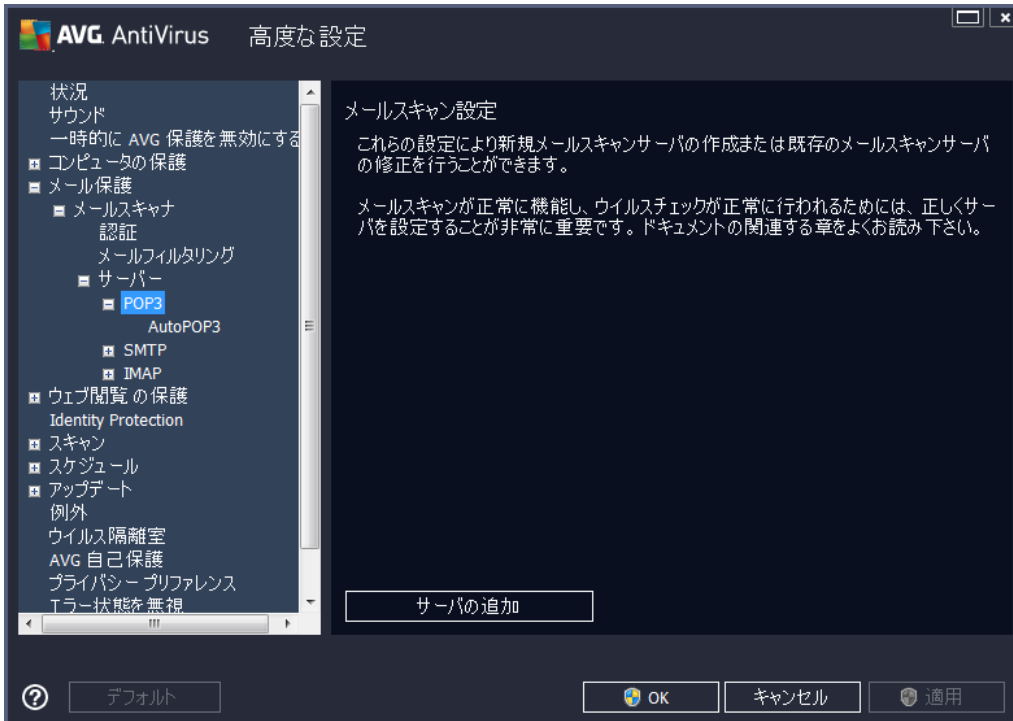 AVG. AntiVirus 高度な設定
状況
サウンド
一時的に AVG 保護を無効にする
コンピュータの保護
メール保護
メールスキャナ
認証
メールフィルタリング
サーバー
POP3
AutoPOP3
SMTP
IMAP
ウェブ閲覧 の保護
Identity Protection
スキャン
スケジュール
アップデート
例外
ウイルス隔離室
AVG 自己保護
プライバシー プリファレンス
エラー状態を無視
メールスキャン設定
これらの設定により新規メールスキャンサーバの作成または既存のメールスキャンサーバ
の修正を行うことができます。
メールスキャンが正常に機能し、ウイルスチェックが正常に行われるためには、正しくサー
バを設定することが非常に重要です。ドキュメントの関連する章をよくお読み下さい。
サーバの追加
デフォルト
OK
キャンセル
適用